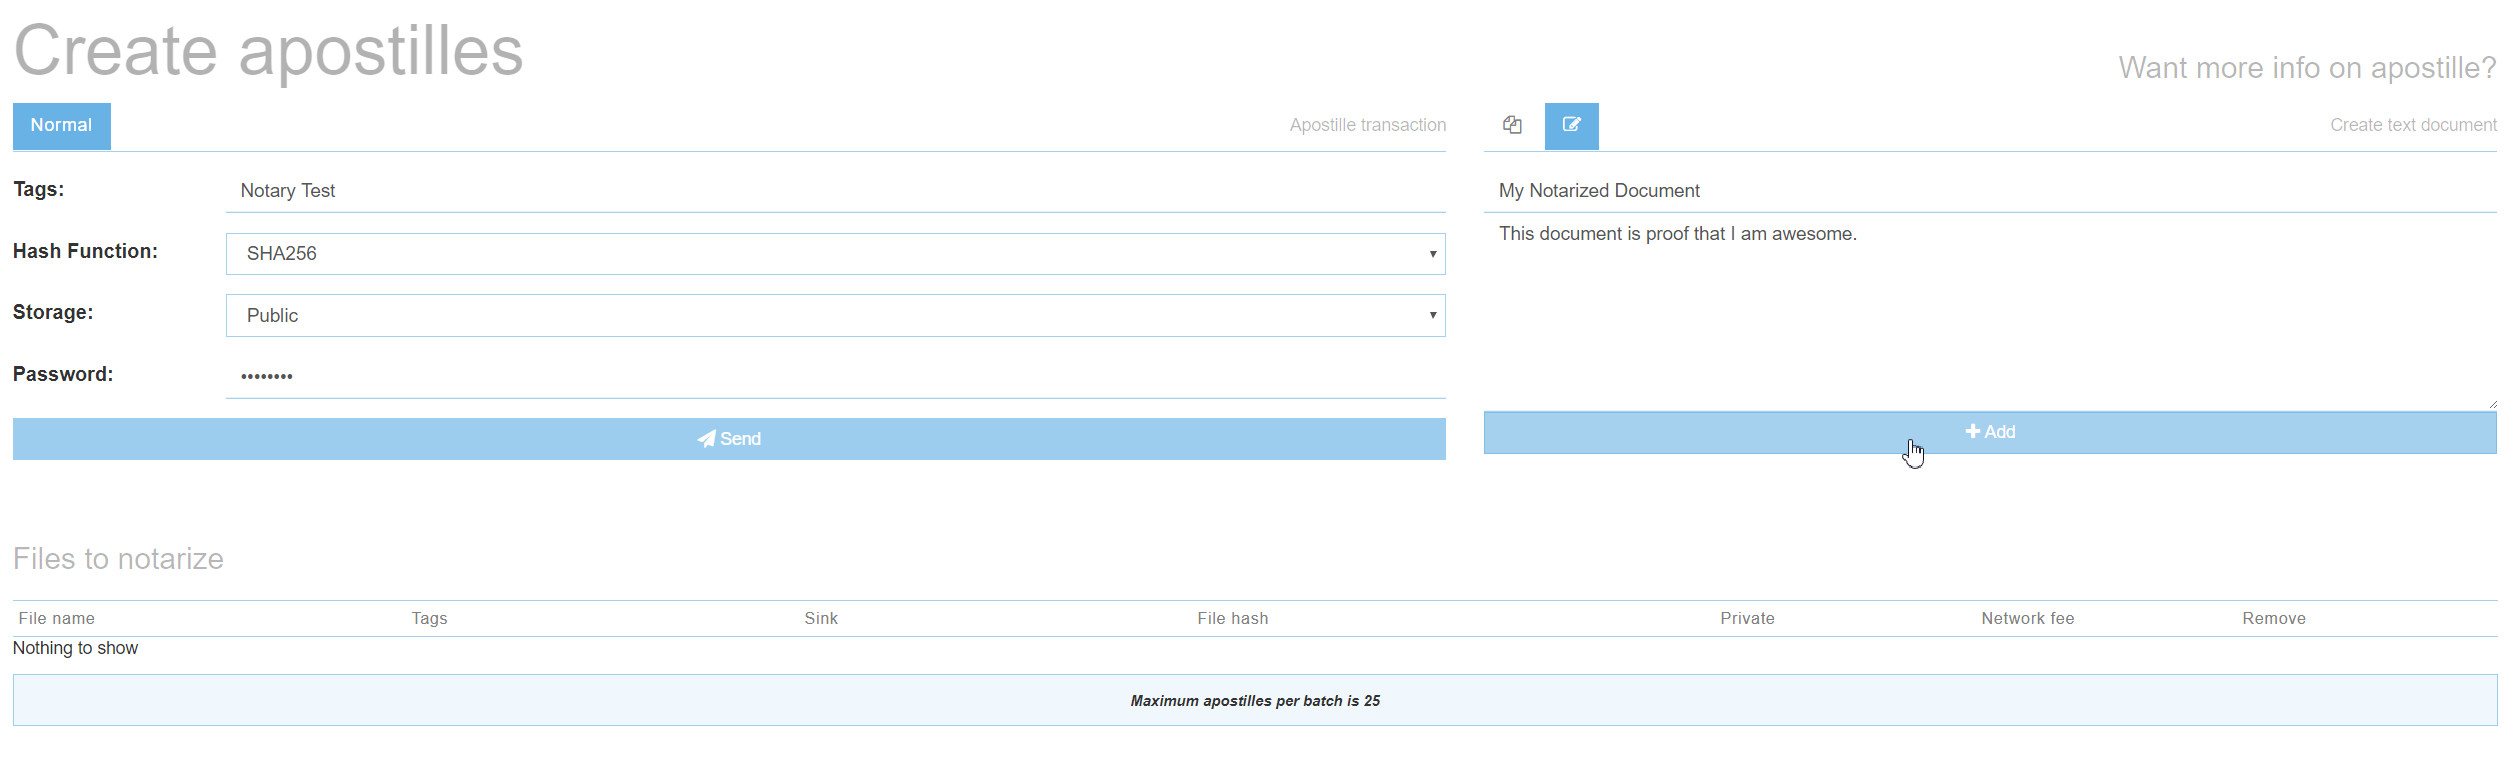 Create apostilles
Want more info on apostille?
Normal
Apostille transaction
Create text document
Tags:
Notary Test
Hash Function:
SHA256
Storage:
Public
Password:
••••••••
Send
My Notarized Document
This document is proof that I am awesome.
Add
Files to notarize
File name Tags Sink File hash Private Network fee Remove
Nothing to show
Maximum apostilles per batch is 25